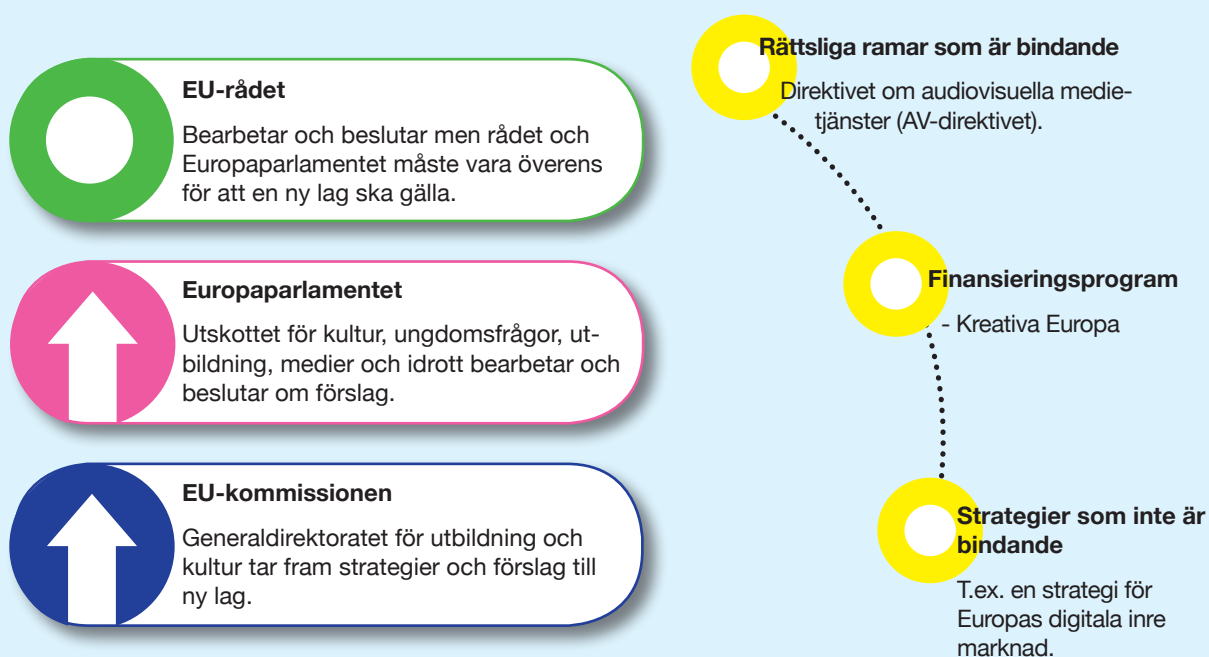 EU-rådet
Bearbetar och beslutar men rådet och
Europaparlamentet måste vara överens
för att en ny lag ska gälla.
Europaparlamentet
Utskottet för kultur, ungdomsfrågor, ut-
bildning, medier och idrott bearbetar och
beslutar om förslag.
EU-kommissionen
Generaldirektoratet för utbildning och
kultur tar fram strategier och förslag till
ny lag.
Rättsliga ramar som är bindande
Direktivet om audiovisuella medie-
tjänster (AV-direktivet).
Finansieringsprogram
- Kreativa Europa
Strategier som inte är
bindande
T.ex. en strategi för
Europas digitala inre
marknad.